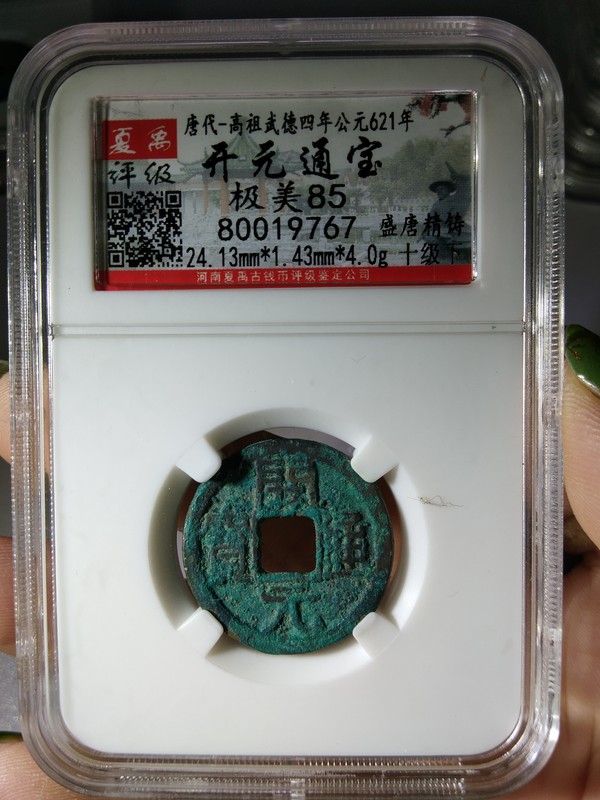 唐代-高祖武德四年公元621年
夏禹
评级
开元通宝
极美85
80019767 盛唐精铸
24.13mm*1.43mm*4.0g 十级下
河南夏禹古钱币评级鉴定公司
開
通
元
寳